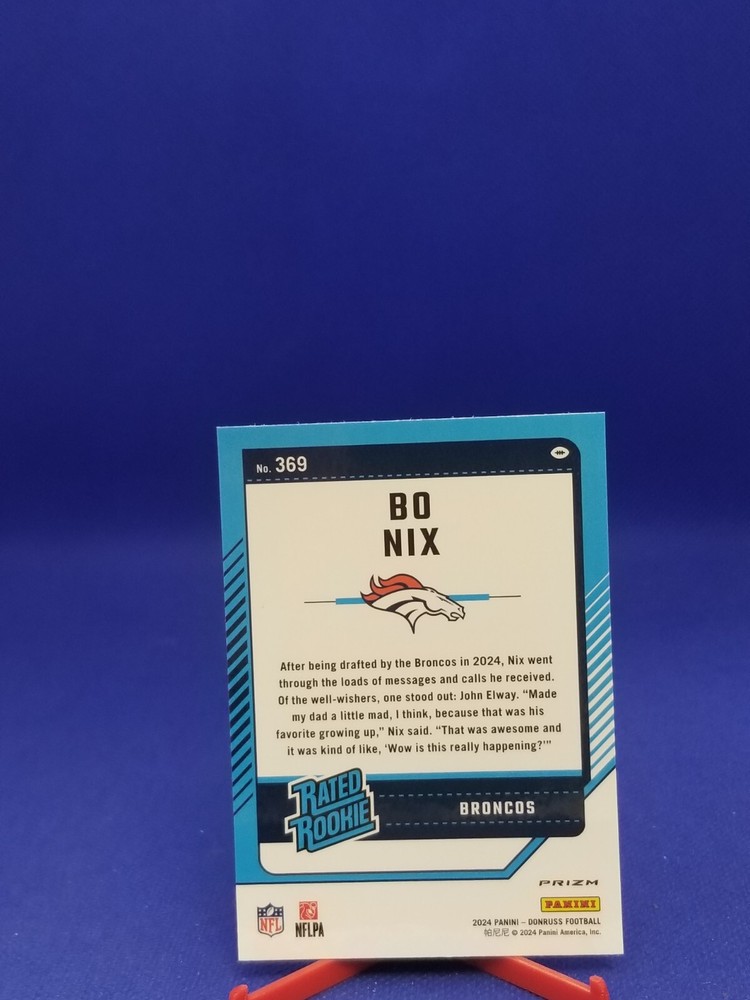 No. 369
BO
NIX
After being drafted by the Broncos in 2024, Nix went
through the loads of messages and calls he received.
Of the well-wishers, one stood out: John Elway. “Made
my dad a little mad, I think, because that was his
favorite growing up,” Nix said. “That was awesome and
it was kind of like, ‘Wow is this really happening?’”
RATED
ROOKIE
BRONCOS
PRIZM
PANINI
NFL
NFLPA
2024 PANINI – DONRUSS FOOTBALL
帕尼尼 © 2024 Panini America, Inc.